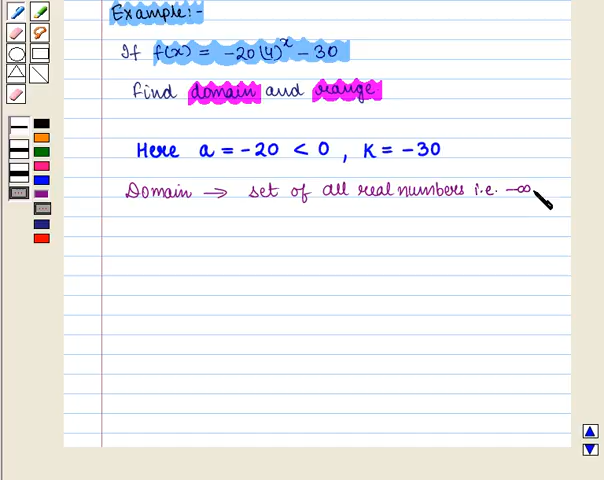 Example:-
If f(x) = -20(4)^x - 30
Find domain and range
Here a = -20 < 0, K = -30
Domain → set of all real numbers i.e. -∞